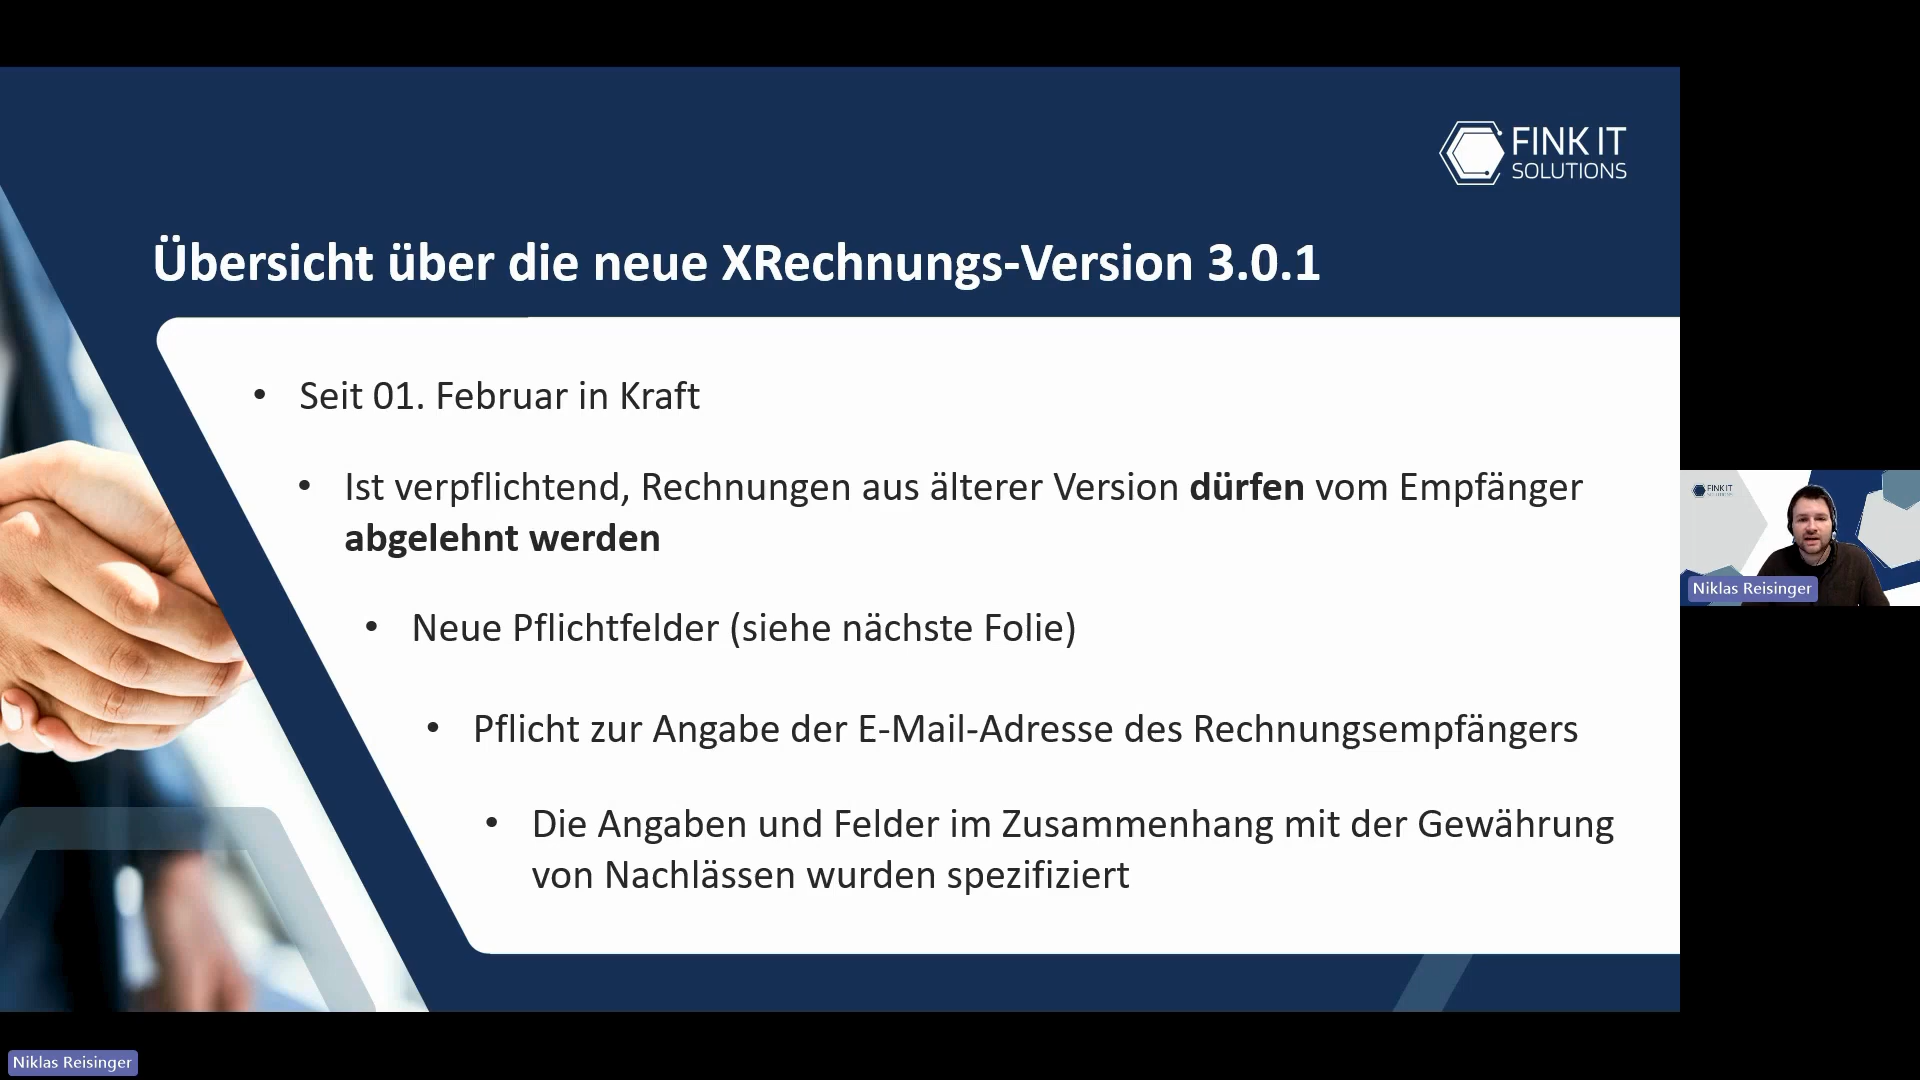 FINK IT
SOLUTIONS
Übersicht über die neue XRechnungs-Version 3.0.1
• Seit 01. Februar in Kraft
• Ist verpflichtend, Rechnungen aus älterer Version dürfen vom Empfänger
abgelehnt werden
• Neue Pflichtfelder (siehe nächste Folie)
• Pflicht zur Angabe der E-Mail-Adresse des Rechnungsempfängers
• Die Angaben und Felder im Zusammenhang mit der Gewährung
von Nachlässen wurden spezifiziert
FINK IT
SOLUTIONS
Niklas Reisinger
Niklas Reisinger